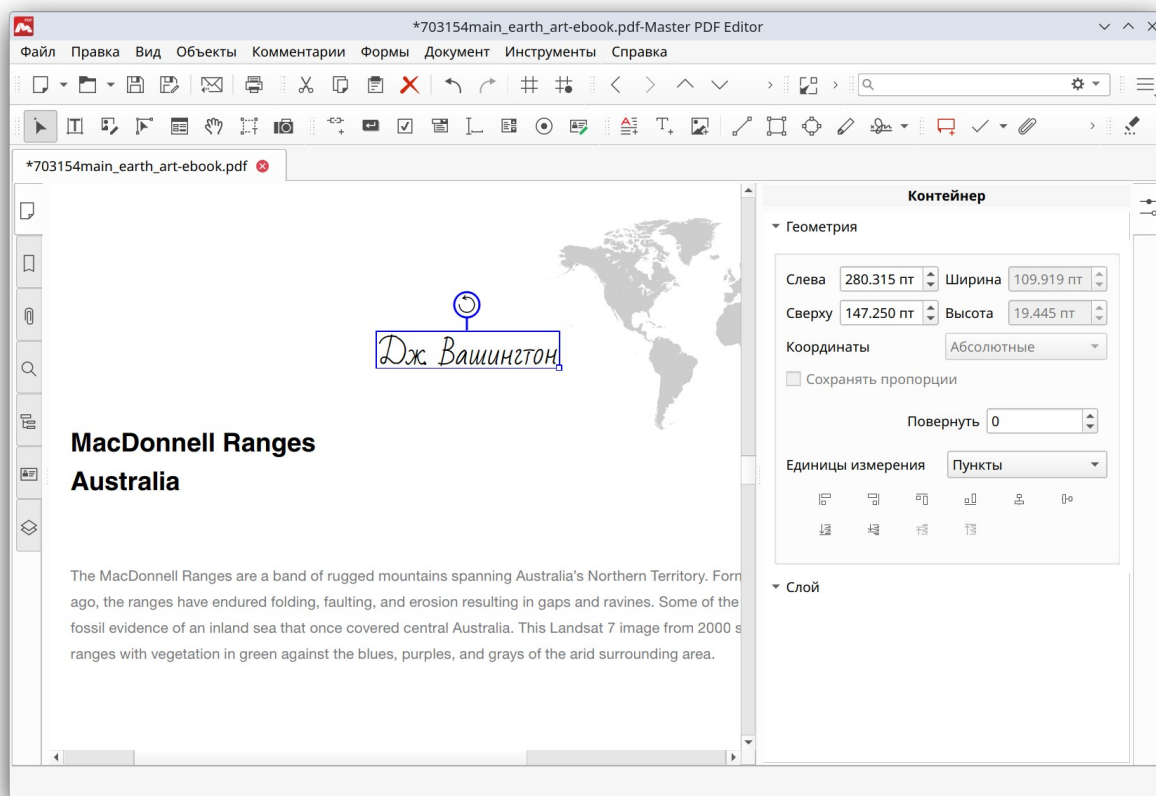 *703154main_earth_art-ebook.pdf-Master PDF Editor
Файл Правка Вид Объекты Комментарии Формы Документ Инструменты Справка
*703154main_earth_art-ebook.pdf
Контейнер
Геометрия
Слева 280.315 пт Ширина 109.919 пт
Сверху 147.250 пт Высота 19.445 пт
Координаты Абсолютные
Сохранять пропорции
Повернуть 0
Единицы измерения Пункты
Слой
Дж. Вашингтон
MacDonnell Ranges
Australia
The MacDonnell Ranges are a band of rugged mountains spanning Australia's Northern Territory. Forn
ago, the ranges have endured folding, faulting, and erosion resulting in gaps and ravines. Some of the
fossil evidence of an inland sea that once covered central Australia. This Landsat 7 image from 2000 s
ranges with vegetation in green against the blues, purples, and grays of the arid surrounding area.